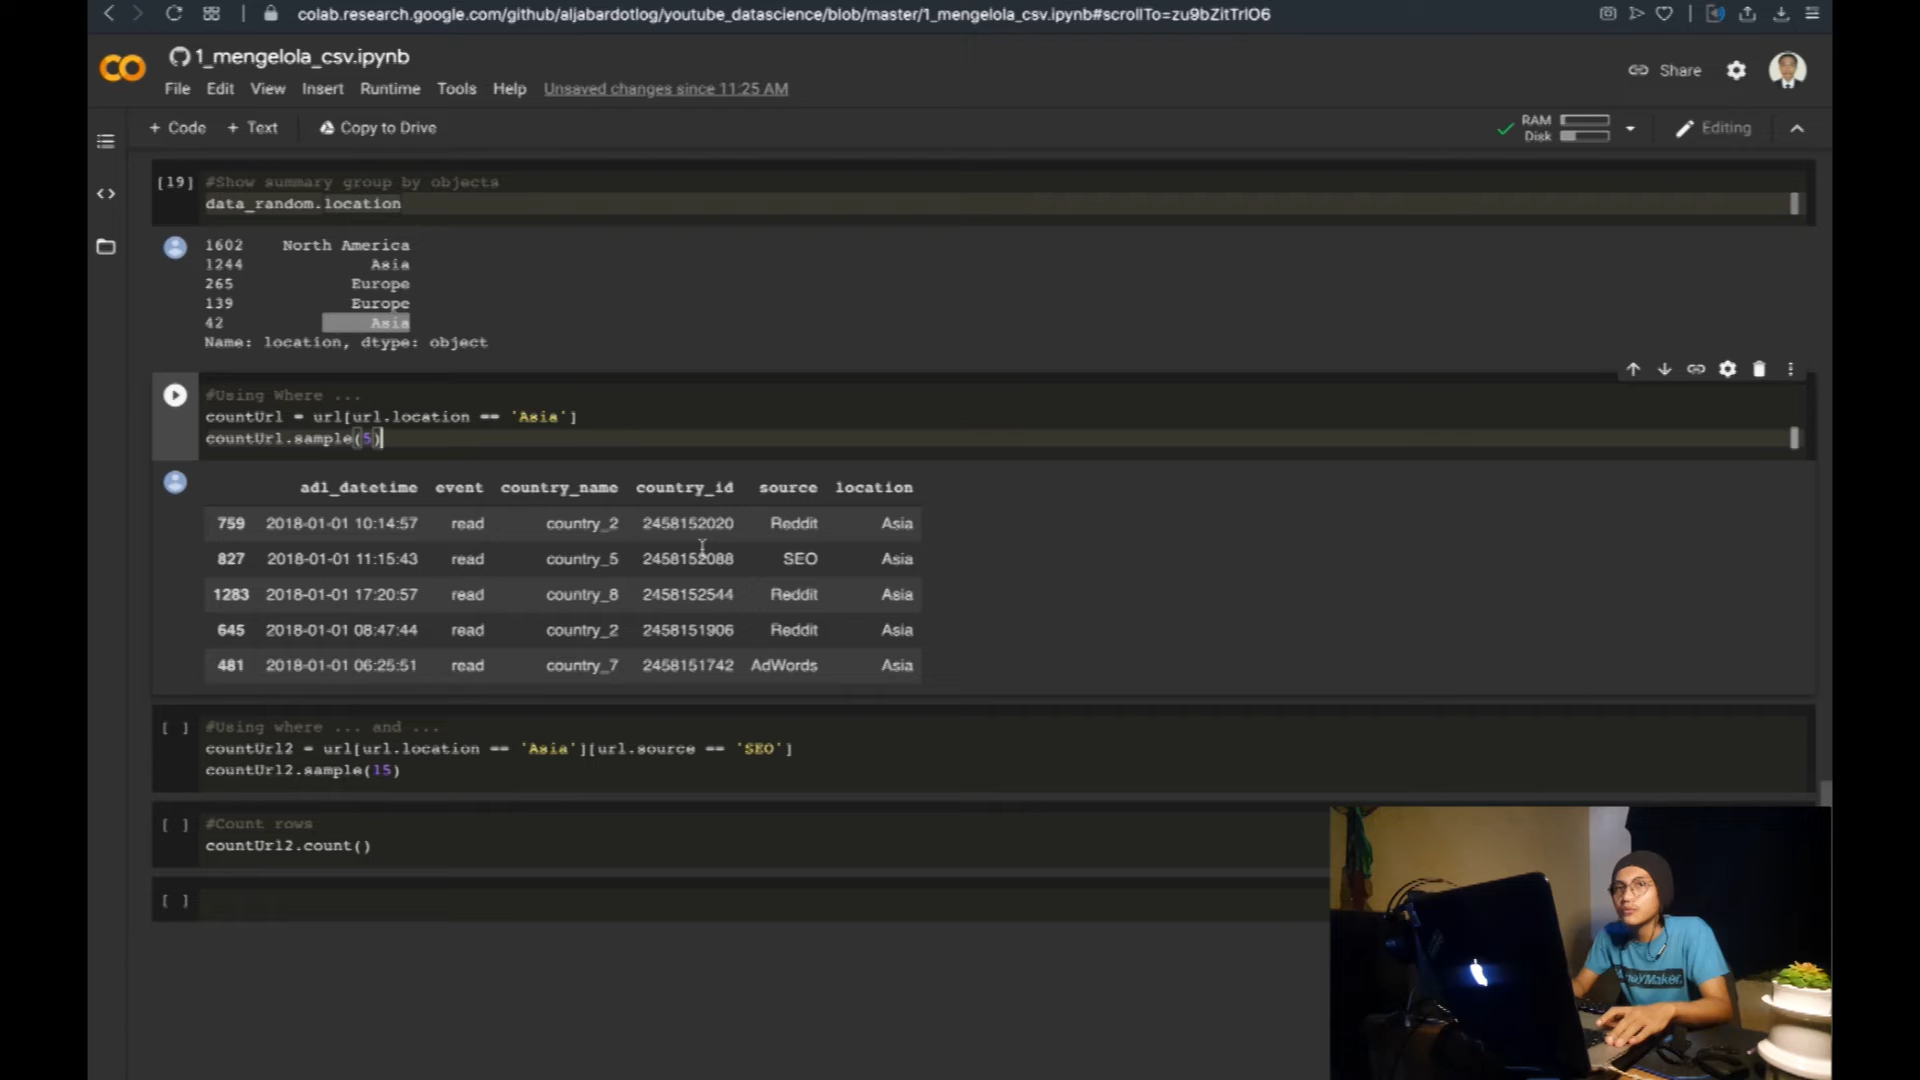 colab.research.google.com/github/aljabardotlog/youtube_datascience/blob/master/1_mengelola_csv.ipynb#scrollTo=zu9bZitTrlO6
1_mengelola_csv.ipynb
Share
File Edit View Insert Runtime Tools Help Unsaved changes since 11:25 AM
+ Code + Text Copy to Drive
RAM
Disk
Editing
[19] #Show summary group by objects
data_random.location
1602 North America
1244 Asia
265 Europe
139 Europe
42 Asia
Name: location, dtype: object
#Using Where ...
countUrl = url[url.location == 'Asia']
countUrl.sample(5)
adl_datetime event country_name country_id source location
759 2018-01-01 10:14:57 read country_2 2458152020 Reddit Asia
827 2018-01-01 11:15:43 read country_5 2458152088 SEO Asia
1283 2018-01-01 17:20:57 read country_8 2458152544 Reddit Asia
645 2018-01-01 08:47:44 read country_2 2458151906 Reddit Asia
481 2018-01-01 06:25:51 read country_7 2458151742 AdWords Asia
[ ] #Using where ... and ...
countUrl2 = url[url.location == 'Asia'][url.source == 'SEO']
countUrl2.sample(15)
[ ] #Count rows
countUrl2.count()
[ ]